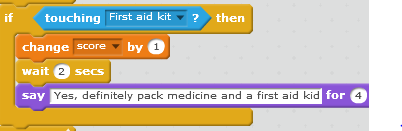 if touching First aid kit ? then
change score by 1
wait 2 secs
say Yes, definitely pack medicine and a first aid kid for 4